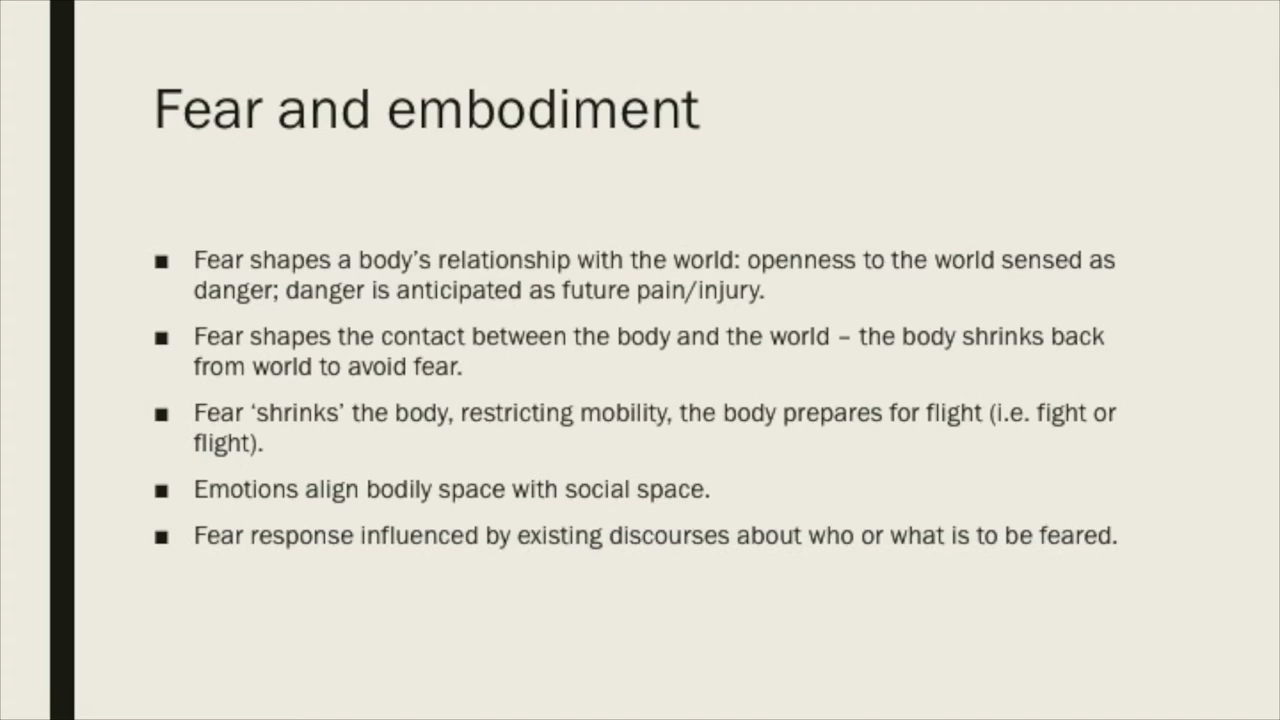 Fear and embodiment
■ Fear shapes a body’s relationship with the world: openness to the world sensed as
danger; danger is anticipated as future pain/injury.
■ Fear shapes the contact between the body and the world – the body shrinks back
from world to avoid fear.
■ Fear ‘shrinks’ the body, restricting mobility, the body prepares for flight (i.e. fight or
flight).
■ Emotions align bodily space with social space.
■ Fear response influenced by existing discourses about who or what is to be feared.